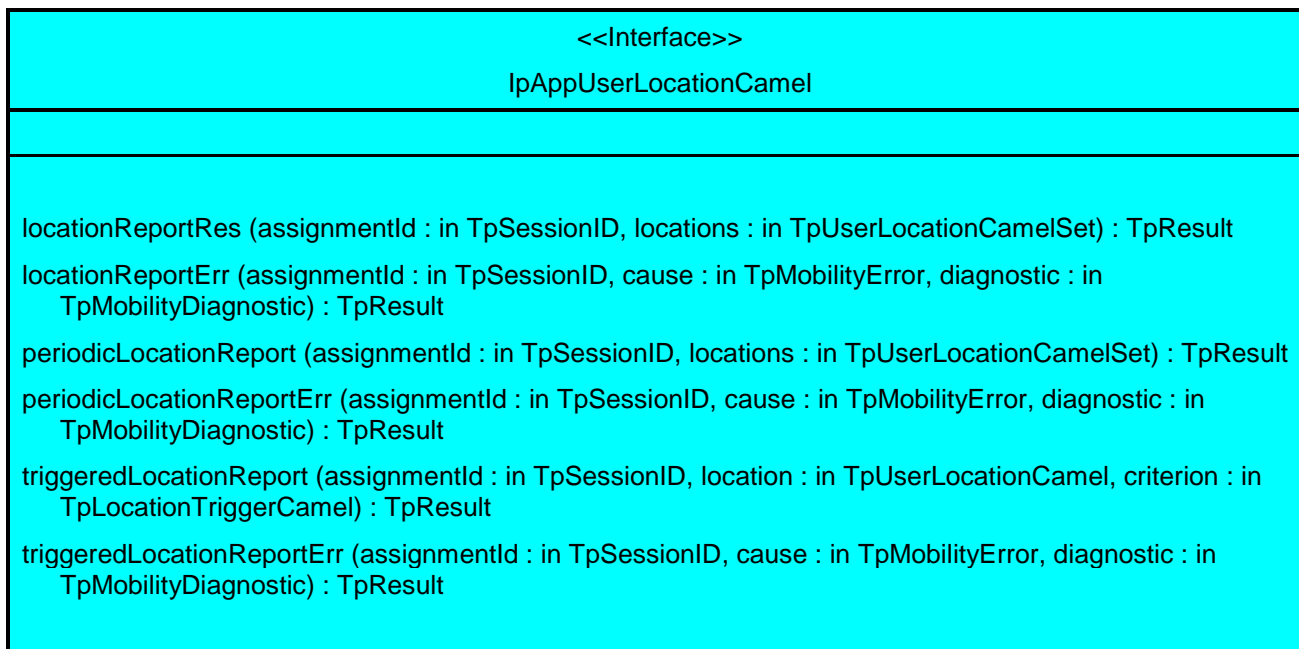 <<Interface>>
IpAppUserLocationCamel
locationReportRes (assignmentId : in TpSessionID, locations : in TpUserLocationCamelSet) : TpResult
locationReportErr (assignmentId : in TpSessionID, cause : in TpMobilityError, diagnostic : in
TpMobilityDiagnostic) : TpResult
periodicLocationReport (assignmentId : in TpSessionID, locations : in TpUserLocationCamelSet) : TpResult
periodicLocationReportErr (assignmentId : in TpSessionID, cause : in TpMobilityError, diagnostic : in
TpMobilityDiagnostic) : TpResult
triggeredLocationReport (assignmentId : in TpSessionID, location : in TpUserLocationCamel, criterion : in
TpLocationTriggerCamel) : TpResult
triggeredLocationReportErr (assignmentId : in TpSessionID, cause : in TpMobilityError, diagnostic : in
TpMobilityDiagnostic) : TpResult